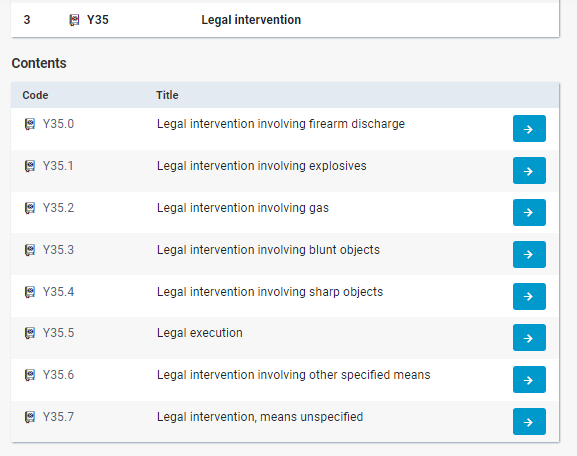 3 Y35 Legal intervention
Contents
Code Title
Y35.0 Legal intervention involving firearm discharge
Y35.1 Legal intervention involving explosives
Y35.2 Legal intervention involving gas
Y35.3 Legal intervention involving blunt objects
Y35.4 Legal intervention involving sharp objects
Y35.5 Legal execution
Y35.6 Legal intervention involving other specified means
Y35.7 Legal intervention, means unspecified